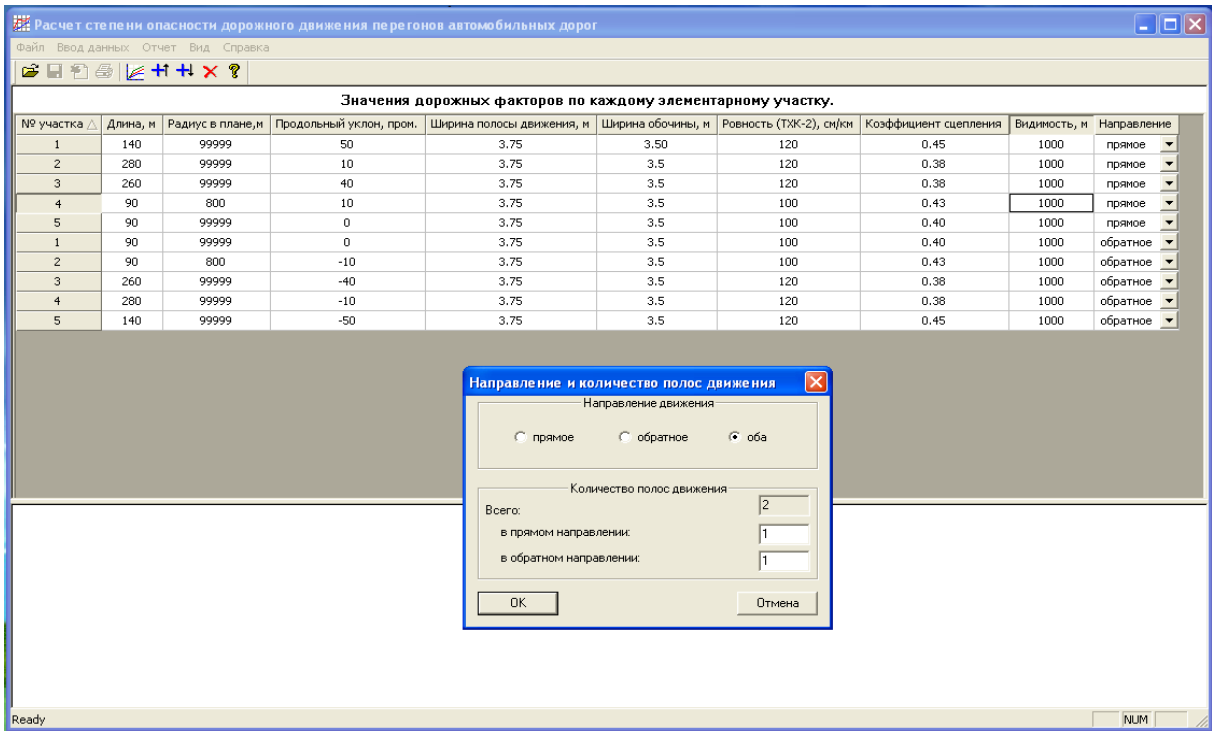 Расчет степени опасности дорожного движения перегонов автомобильных дорог
Файл Ввод данных Отчет Вид Справка
Значения дорожных факторов по каждому элементарному участку.
№ участка Длина, м Радиус в плане,м Продольный уклон, пром. Ширина полосы движения, м Ширина обочины, м Ровность (ТХК-2), см/км Коэффициент сцепления Видимость, м Направление
1 140 99999 50 3.75 3.50 120 0.45 1000 прямое
2 280 99999 10 3.75 3.5 120 0.38 1000 прямое
3 260 99999 40 3.75 3.5 120 0.38 1000 прямое
4 90 800 10 3.75 3.5 100 0.43 1000 прямое
5 90 99999 0 3.75 3.5 100 0.40 1000 прямое
1 90 99999 0 3.75 3.5 100 0.40 1000 обратное
2 90 800 -10 3.75 3.5 100 0.43 1000 обратное
3 260 99999 -40 3.75 3.5 120 0.38 1000 обратное
4 280 99999 -10 3.75 3.5 120 0.38 1000 обратное
5 140 99999 -50 3.75 3.5 120 0.45 1000 обратное
Направление и количество полос движения
Направление движения
прямое обратное оба
Количество полос движения
Всего: 2
в прямом направлении: 1
в обратном направлении: 1
OK Отмена
Ready NUM